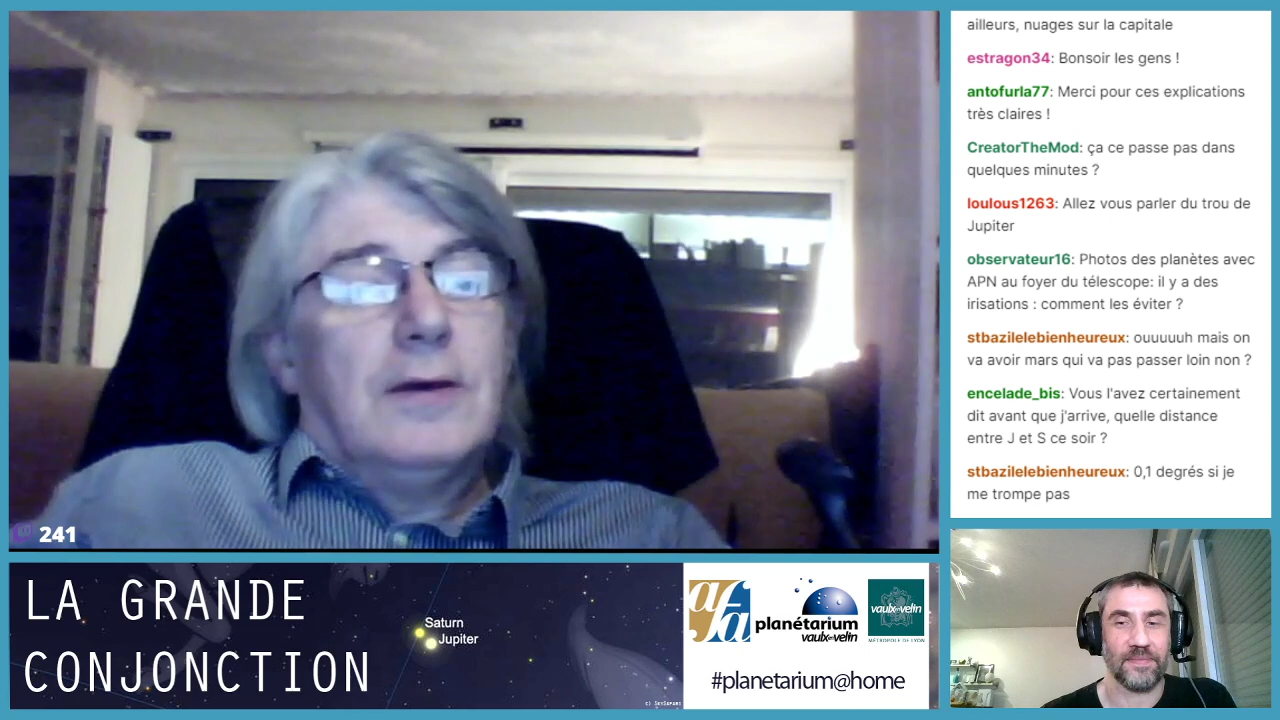 ailleurs, nuages sur la capitale
estragon34: Bonsoir les gens !
antofurla77: Merci pour ces explications
très claires !
CreatorTheMod: ça ce passe pas dans
quelques minutes ?
loulous1263: Allez vous parler du trou de
Jupiter
observateur16: Photos des planètes avec
APN au foyer du télescope: il y a des
irisations : comment les éviter ?
stbazilelebienheureux: ouuuuuh mais on
va avoir mars qui va pas passer loin non ?
encelade_bis: Vous l'avez certainement
dit avant que j'arrive, quelle distance
entre J et S ce soir ?
stbazilelebienheureux: 0,1 degrés si je
me trompe pas
241
LA GRANDE
CONJONCTION
Saturn
Jupiter
afa
planétarium
vaulx-en-velin
vaulx-en-velin
MÉTROPOLE DE LYON
#planetarium@home